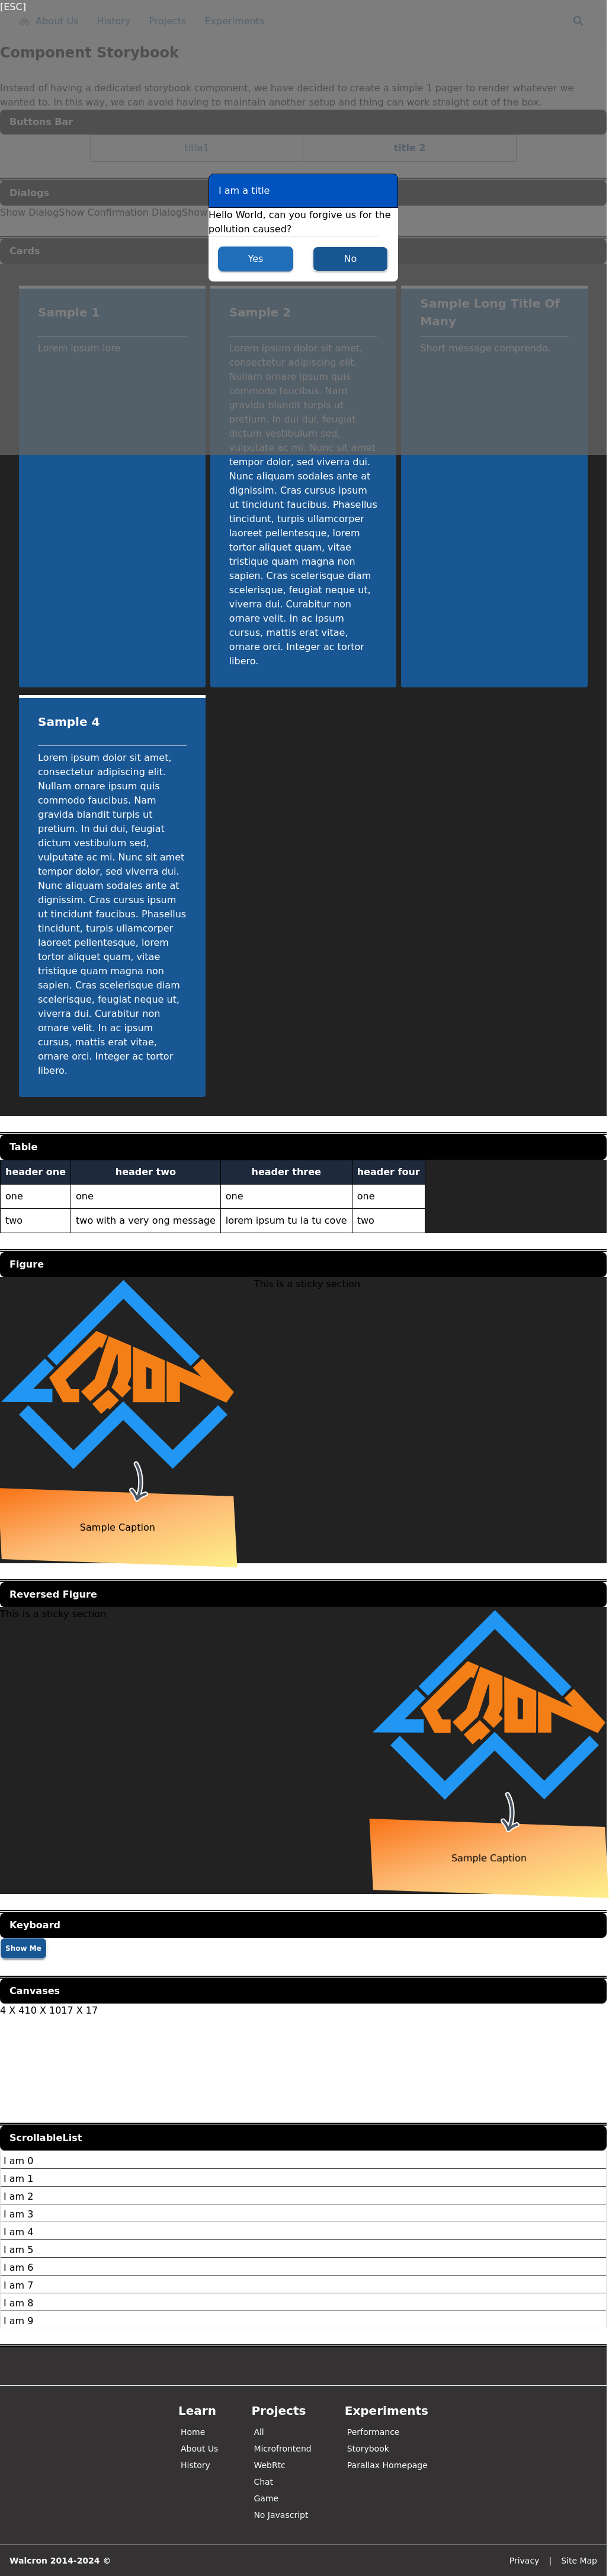 [ESC]
About Us History Projects Experiments
Component Storybook
Instead of having a dedicated storybook component, we have decided to create a simple 1 pager to render whatever we
wanted to. In this way, we can avoid having to maintain another setup and thing can work straight out of the box.
Buttons Bar
title1 title 2
Dialogs
Show DialogShow Confirmation DialogShow
I am a title
Hello World, can you forgive us for the
pollution caused?
Yes No
Cards
Sample 1
Lorem ipsum lore
Sample 2
Lorem ipsum dolor sit amet,
consectetur adipiscing elit.
Nullam ornare ipsum quis
commodo faucibus. Nam
gravida blandit turpis ut
pretium. In dui dui, feugiat
dictum vestibulum sed,
vulputate ac mi. Nunc sit amet
tempor dolor, sed viverra dui.
Nunc aliquam sodales ante at
dignissim. Cras cursus ipsum
ut tincidunt faucibus. Phasellus
tincidunt, turpis ullamcorper
laoreet pellentesque, lorem
tortor aliquet quam, vitae
tristique quam magna non
sapien. Cras scelerisque diam
scelerisque, feugiat neque ut,
viverra dui. Curabitur non
ornare velit. In ac ipsum
cursus, mattis erat vitae,
ornare orci. Integer ac tortor
libero.
Sample Long Title Of
Many
Short message comprendo.
Sample 4
Lorem ipsum dolor sit amet,
consectetur adipiscing elit.
Nullam ornare ipsum quis
commodo faucibus. Nam
gravida blandit turpis ut
pretium. In dui dui, feugiat
dictum vestibulum sed,
vulputate ac mi. Nunc sit amet
tempor dolor, sed viverra dui.
Nunc aliquam sodales ante at
dignissim. Cras cursus ipsum
ut tincidunt faucibus. Phasellus
tincidunt, turpis ullamcorper
laoreet pellentesque, lorem
tortor aliquet quam, vitae
tristique quam magna non
sapien. Cras scelerisque diam
scelerisque, feugiat neque ut,
viverra dui. Curabitur non
ornare velit. In ac ipsum
cursus, mattis erat vitae,
ornare orci. Integer ac tortor
libero.
Table
header one header two header three header four
one one one one
two two with a very ong message lorem ipsum tu la tu cove two
Figure
This is a sticky section
CRON
Sample Caption
Reversed Figure
This is a sticky section
CRON
Sample Caption
Keyboard
Show Me
Canvases
4 X 410 X 1017 X 17
ScrollableList
I am 0
I am 1
I am 2
I am 3
I am 4
I am 5
I am 6
I am 7
I am 8
I am 9
Learn
Home
About Us
History
Projects
All
Microfrontend
WebRtc
Chat
Game
No Javascript
Experiments
Performance
Storybook
Parallax Homepage
Walcron 2014-2024 ©
Privacy | Site Map